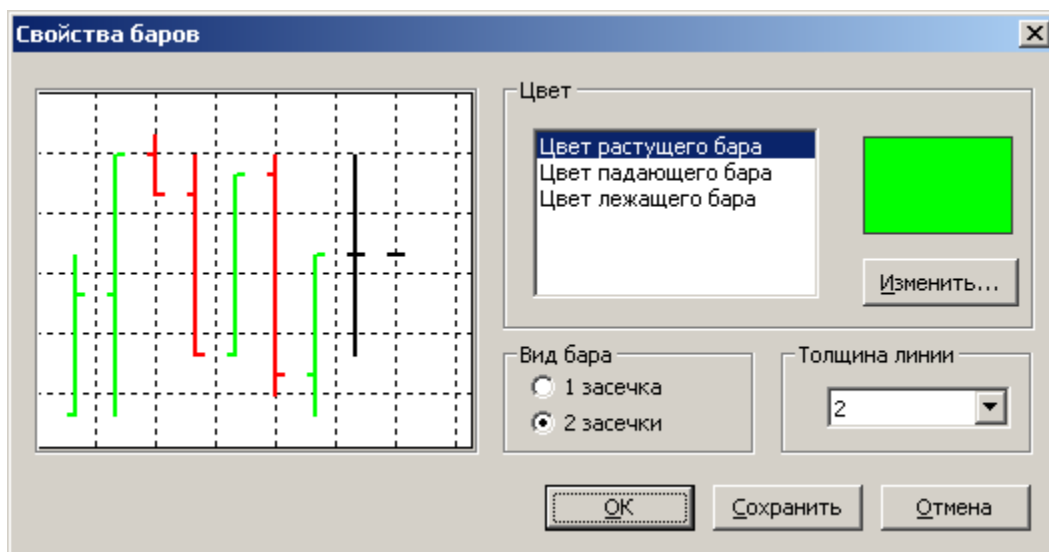 Свойства баров
Цвет
Цвет растущего бара
Цвет падающего бара
Цвет лежащего бара
Изменить...
Вид бара
1 засечка
2 засечки
Толщина линии
2
OK
Сохранить
Отмена